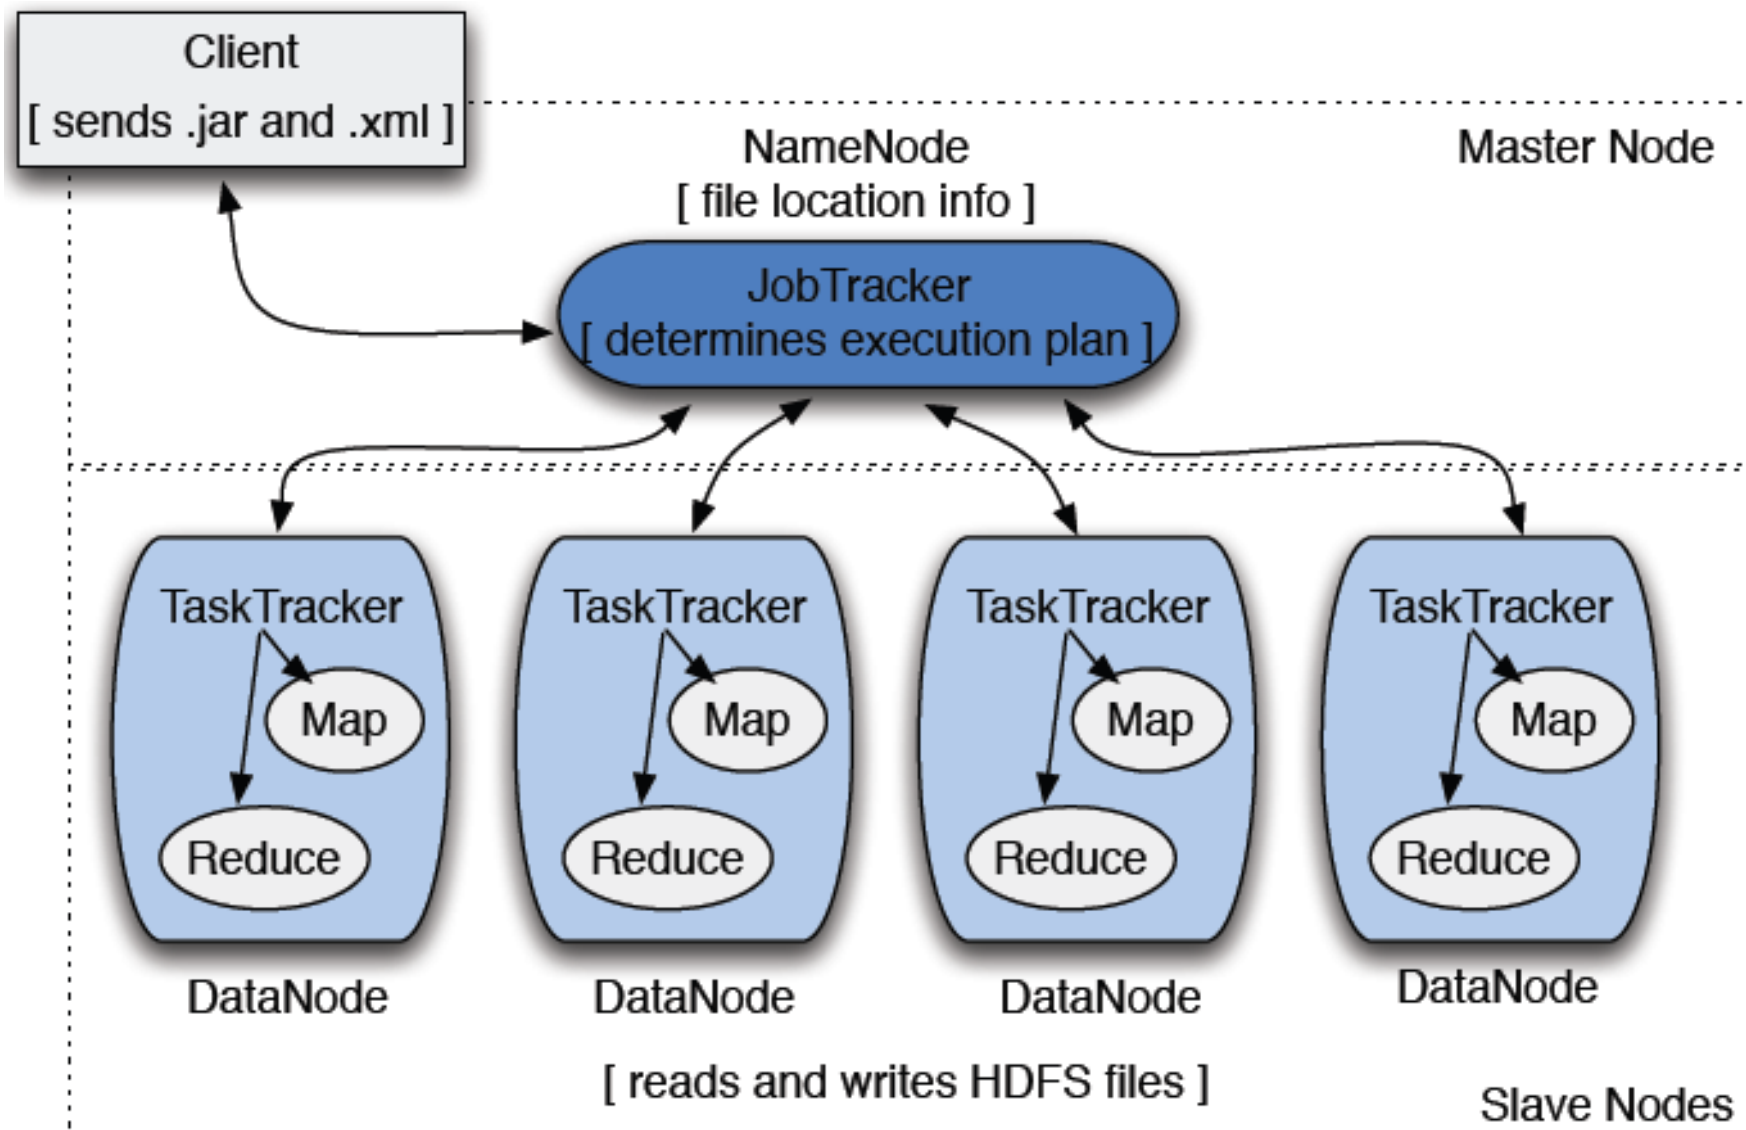 Client
[ sends .jar and .xml ]
NameNode
[ file location info ]
Master Node
JobTracker
[ determines execution plan ]
TaskTracker
Map
Reduce
DataNode
TaskTracker
Map
Reduce
DataNode
TaskTracker
Map
Reduce
DataNode
TaskTracker
Map
Reduce
DataNode
[ reads and writes HDFS files ]
Slave Nodes